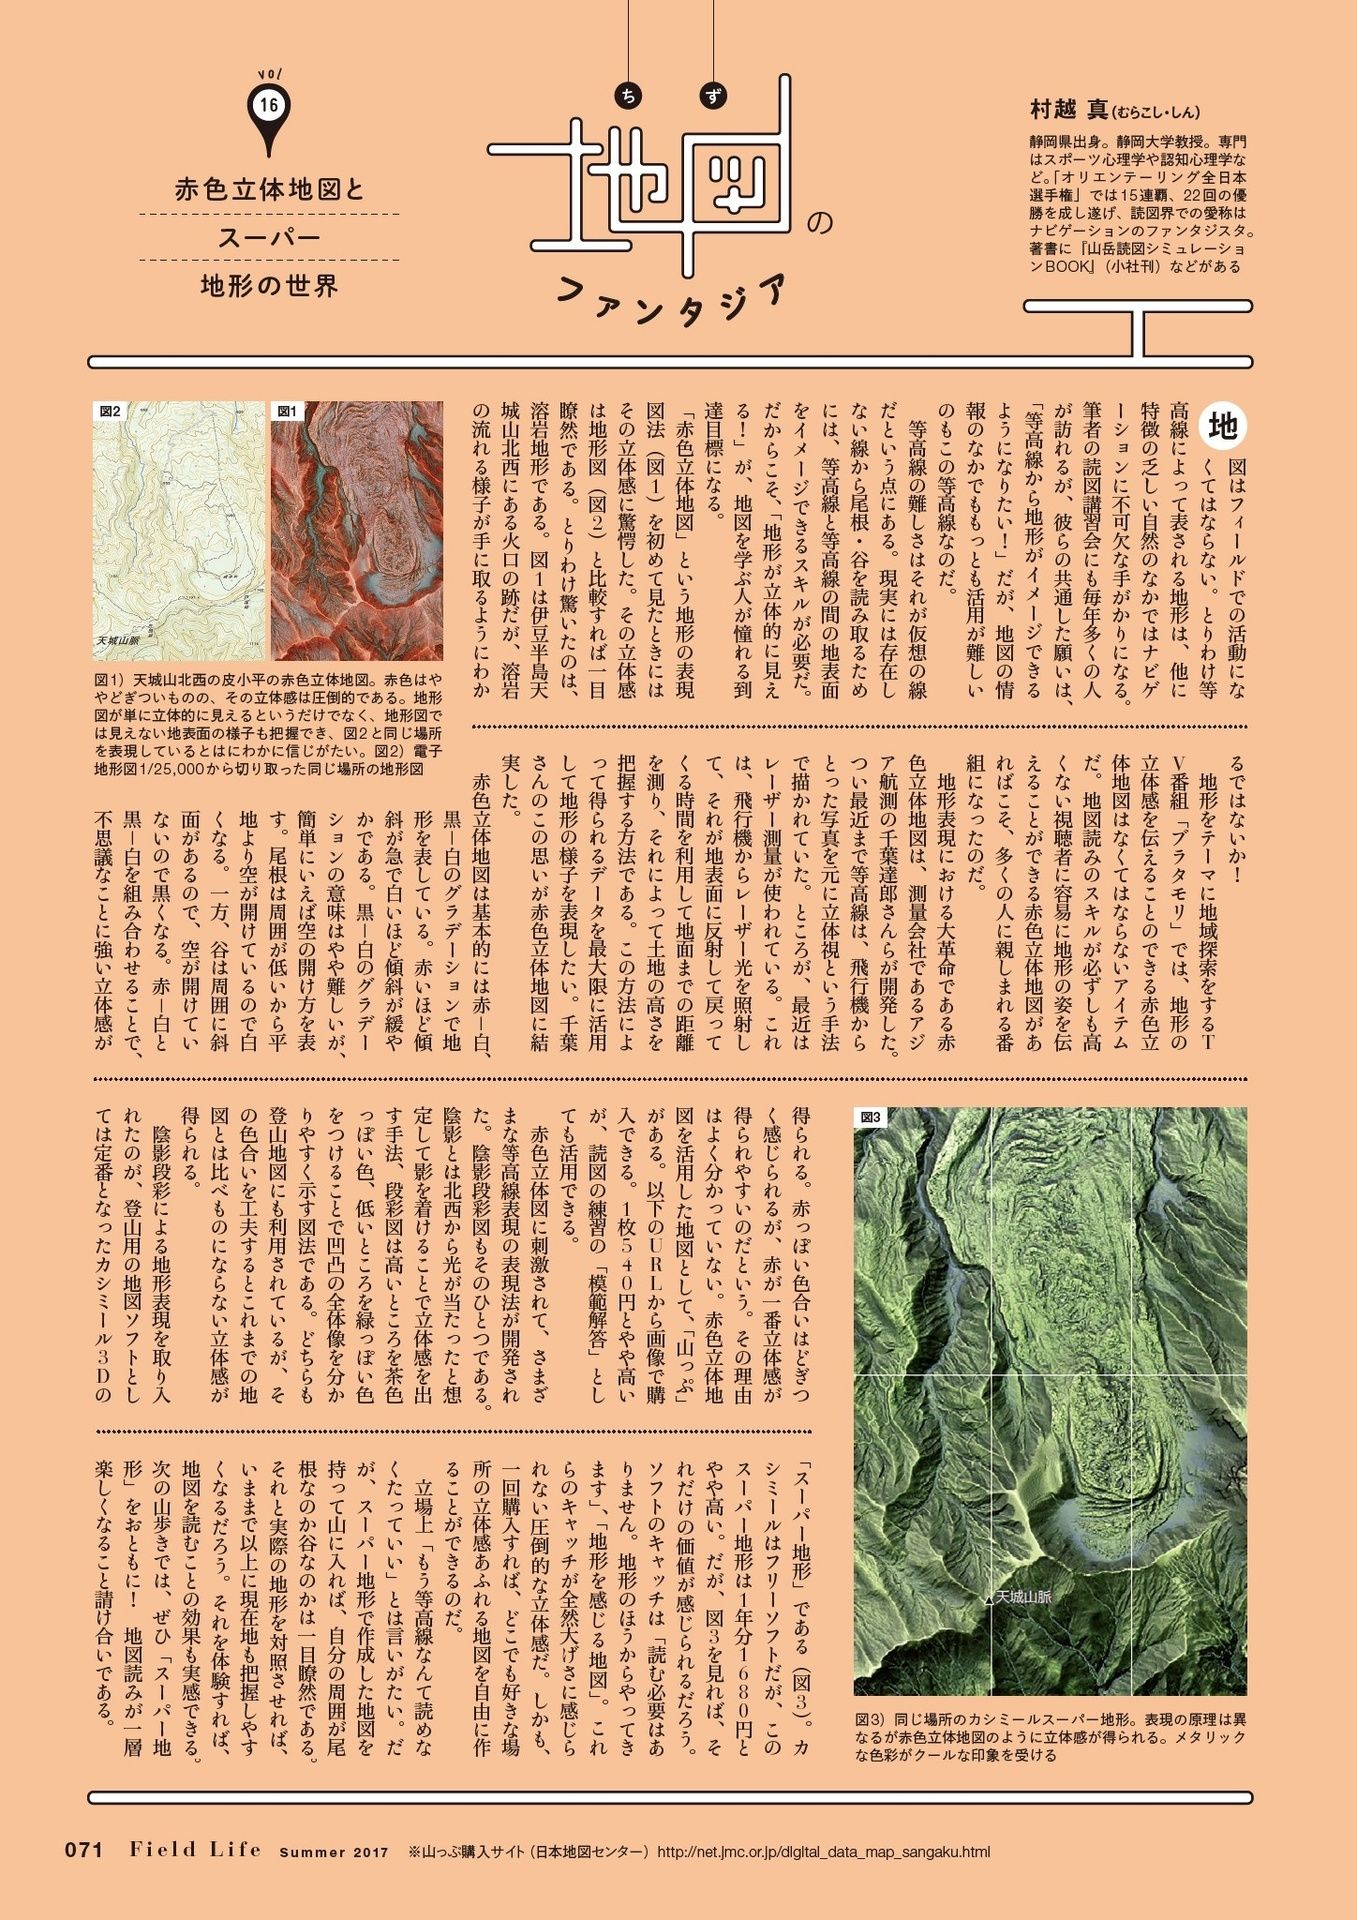 vol
16
赤色立体地図と
スーパー
地形の世界
ち
ず
地図の
ファンタジア
村越 真(むらこし・しん)
静岡県出身。静岡大学教授。専門
はスポーツ心理学や認知心理学な
ど。「オリエンテーリング全日本
選手権」では15連覇、22回の優
勝を成し遂げ、読図界での愛称は
ナビゲーションのファンタジスタ。
著書に『山岳読図シミュレーショ
ンBOOK』(小社刊)などがある
地
図はフィールドでの活動にな
くてはならない。とりわけ等
高線によって表される地形は、他に
特徴の乏しい自然のなかではナビゲ
ーションに不可欠な手がかりになる。
筆者の読図講習会にも毎年多くの人
が訪れるが、彼らの共通した願いは、
「等高線から地形がイメージできる
ようになりたい!」だが、地図の情
報のなかでももっとも活用が難しい
のもこの等高線なのだ。
等高線の難しさはそれが仮想の線
だという点にある。現実には存在し
ない線から尾根・谷を読み取るため
には、等高線と等高線の間の地表面
をイメージできるスキルが必要だ。
だからこそ、「地形が立体的に見え
る!」が、地図を学ぶ人が憧れる到
達目標になる。
「赤色立体地図」という地形の表現
図法(図1)を初めて見たときには
その立体感に驚愕した。その立体感
は地形図(図2)と比較すれば一目
瞭然である。とりわけ驚いたのは、
溶岩地形である。図1は伊豆半島天
城山北西にある火口の跡だが、溶岩
の流れる様子が手に取るようにわか
図2
天城山脈
図1
図1)天城山北西の皮小平の赤色立体地図。赤色はや
やどぎついものの、その立体感は圧倒的である。地形
図が単に立体的に見えるというだけでなく、地形図で
は見えない地表面の様子も把握でき、図2と同じ場所
を表現しているとはにわかに信じがたい。図2)電子
地形図1/25,000から切り取った同じ場所の地形図
るではないか!
地形をテーマに地域探索をするT
V番組「ブラタモリ」では、地形の
立体感を伝えることのできる赤色立
体地図はなくてはならないアイテム
だ。地図読みのスキルが必ずしも高
くない視聴者に容易に地形の姿を伝
えることができる赤色立体地図があ
ればこそ、多くの人に親しまれる番
組になったのだ。
地形表現における大革命である赤
色立体地図は、測量会社であるアジ
ア航測の千葉達郎さんらが開発した。
つい最近まで等高線は、飛行機から
とった写真を元に立体視という手法
で描かれていた。ところが、最近は
レーザー測量が使われている。これ
は、飛行機からレーザー光を照射し
て、それが地表面に反射して戻って
くる時間を利用して地面までの距離
を測り、それによって土地の高さを
把握する方法である。この方法によ
って得られるデータを最大限に活用
して地形の様子を表現したい。千葉
さんのこの思いが赤色立体地図に結
実した。
赤色立体地図は基本的には赤ー白、
黒ー白のグラデーションで地
形を表している。赤いほど傾
斜が急で白いほど傾斜が緩や
かである。黒ー白のグラデー
ションの意味はやや難しいが、
簡単にいえば空の開け方を表
す。尾根は周囲が低いから平
地より空が開けているので白
くなる。一方、谷は周囲に斜
面があるので、空が開けてい
ないので黒くなる。赤ー白と
黒ー白を組み合わせることで、
不思議なことに強い立体感が
得られる。赤っぽい色合いはどぎつ
く感じられるが、赤が一番立体感が
得られやすいのだという。その理由
はよく分かっていない。赤色立体地
図を活用した地図として、「山っぷ」
がある。以下のURLから画像で購
入できる。1枚540円とやや高い
が、読図の練習の「模範解答」とし
ても活用できる。
赤色立体図に刺激されて、さまざ
まな等高線表現の表現法が開発され
た。陰影段彩図もそのひとつである。
陰影とは北西から光が当たったと想
定して影を着けることで立体感を出
す手法、段彩図は高いところを茶色
っぽい色、低いところを緑っぽい色
をつけることで凹凸の全体像を分か
りやすく示す図法である。どちらも
登山地図にも利用されているが、そ
の色合いを工夫するとこれまでの地
図とは比べものにならない立体感が
得られる。
陰影段彩による地形表現を取り入
れたのが、登山用の地図ソフトとし
ては定番となったカシミール3Dの
「スーパー地形」である(図3)。カ
シミールはフリーソフトだが、この
スーパー地形は1年分1680円と
やや高い。だが、図3を見れば、そ
れだけの価値が感じられるだろう。
ソフトのキャッチは「読む必要はあ
りません。地形のほうからやってき
ます」、「地形を感じる地図」。これ
らのキャッチが全然大げさに感じら
れない圧倒的な立体感だ。しかも、
一回購入すれば、どこでも好きな場
所の立体感あふれる地図を自由に作
ることができるのだ。
立場上「もう等高線なんて読めな
くたっていい」とは言いがたい。だ
が、スーパー地形で作成した地図を
持って山に入れば、自分の周囲が尾
根なのか谷なのかは一目瞭然である。
それと実際の地形を対照させれば、
いままで以上に現在地も把握しやす
くなるだろう。それを体験すれば、
地図を読むことの効果も実感できる。
次の山歩きでは、ぜひ「スーパー地
形」をおともに! 地図読みが一層
楽しくなること請け合いである。
図3
天城山脈
図3)同じ場所のカシミールスーパー地形。表現の原理は異
なるが赤色立体地図のように立体感が得られる。メタリック
な色彩がクールな印象を受ける
071 Field Life Summer 2017 ※山っぷ購入サイト(日本地図センター)http://net.jmc.or.jp/digital_data_map_sangaku.html